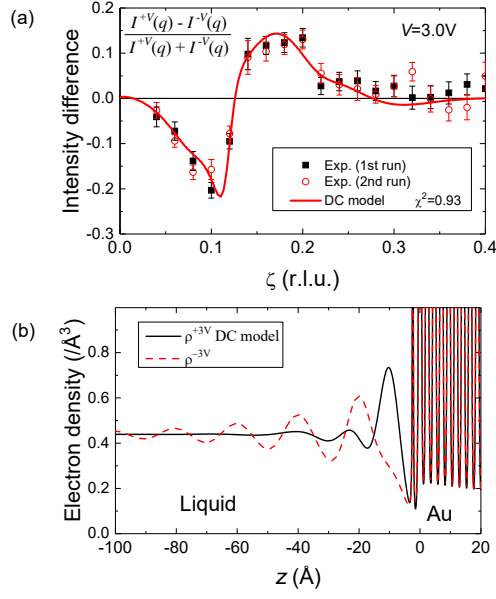 (a)
I⁺ⱽ(q) - I⁻ⱽ(q)
I⁺ⱽ(q) + I⁻ⱽ(q)
V=3.0V
0.2
0.1
0.0
-0.1
-0.2
-0.3
Intensity difference
Exp. (1st run)
Exp. (2nd run)
DC model χ²=0.93
0.0 0.1 0.2 0.3 0.4
ζ (r.l.u.)
(b)
ρ⁺³ⱽ DC model
ρ⁻³ⱽ
0.8
0.6
0.4
0.2
0.0
Electron density (/Å³)
Liquid
Au
-100 -80 -60 -40 -20 0 20
z (Å)